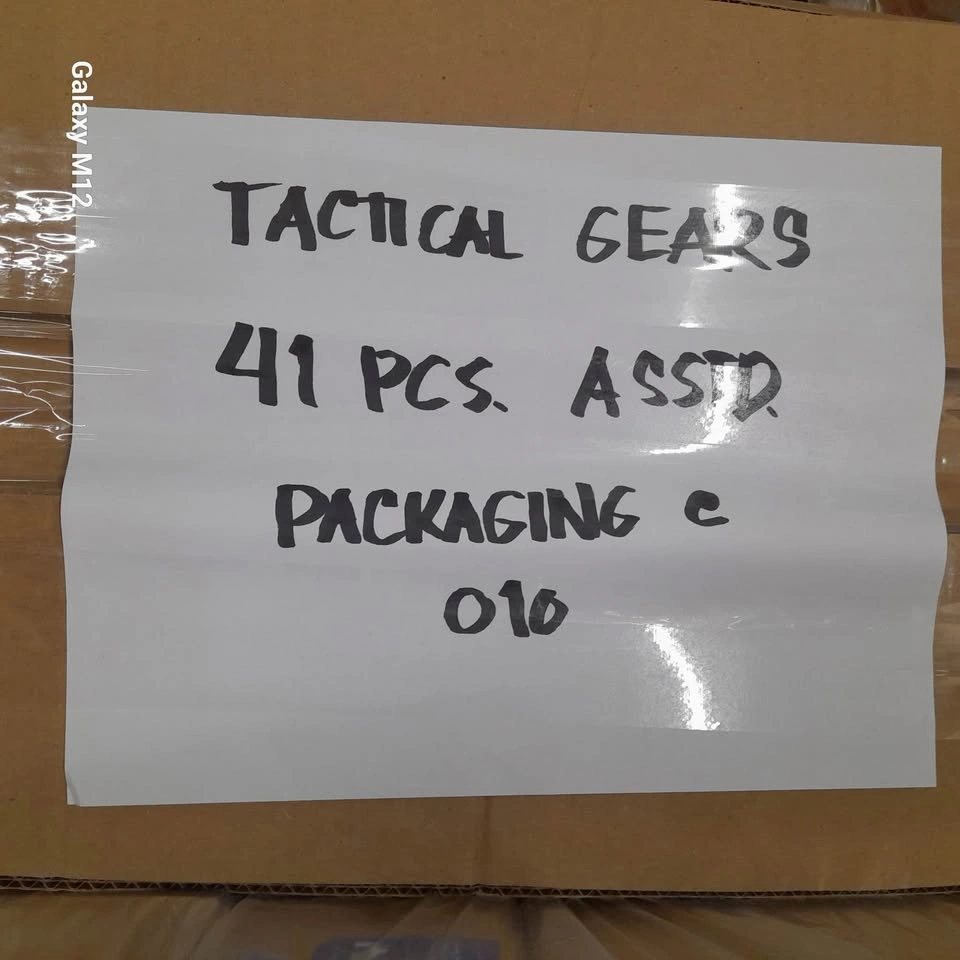 Galaxy M12
TACTICAL GEARS
41 PCS. ASSTD.
PACKAGING e
010